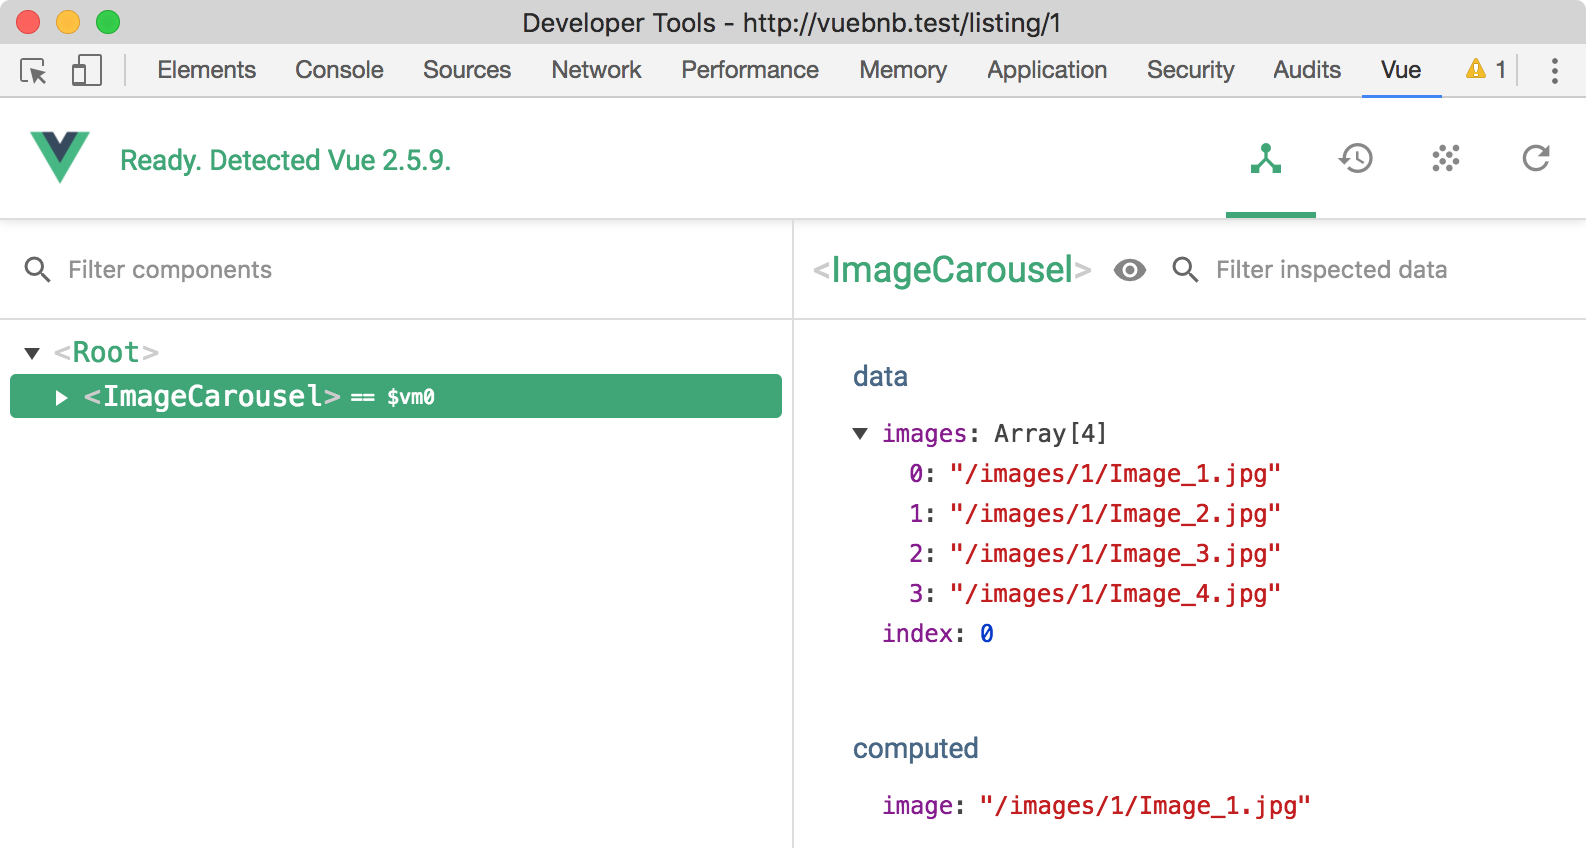 Developer Tools - http://vuebnb.test/listing/1
Elements Console Sources Network Performance Memory Application Security Audits Vue 1
Ready. Detected Vue 2.5.9.
Filter components
<Root>
<ImageCarousel> == $vm0
<ImageCarousel> Filter inspected data
data
images: Array[4]
0: "/images/1/Image_1.jpg"
1: "/images/1/Image_2.jpg"
2: "/images/1/Image_3.jpg"
3: "/images/1/Image_4.jpg"
index: 0
computed
image: "/images/1/Image_1.jpg"